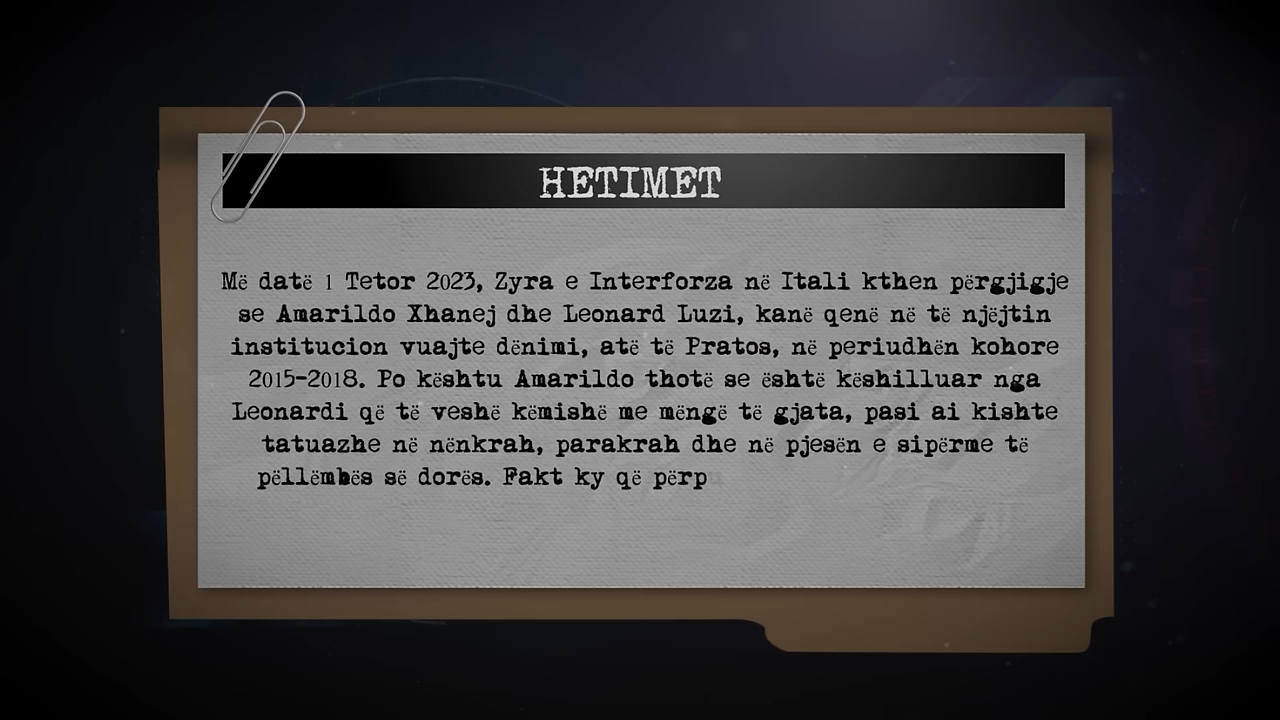 HETIMET
Më datë 1 Tetor 2023, Zyra e Interforza në Itali kthen përgjigje
se Amarildo Xhanej dhe Leonard Luzi, kanë qenë në të njëjtin
institucion vuajte dënimi, atë të Pratos, në periudhën kohore
2015-2018. Po kështu Amarildo thotë se është këshilluar nga
Leonardi që të veshë këmishë me mëngë të gjata, pasi ai kishte
tatuazhe në nënkrah, parakrah dhe në pjesën e sipërme të
pëllëmbës së dorës. Fakt ky që përp